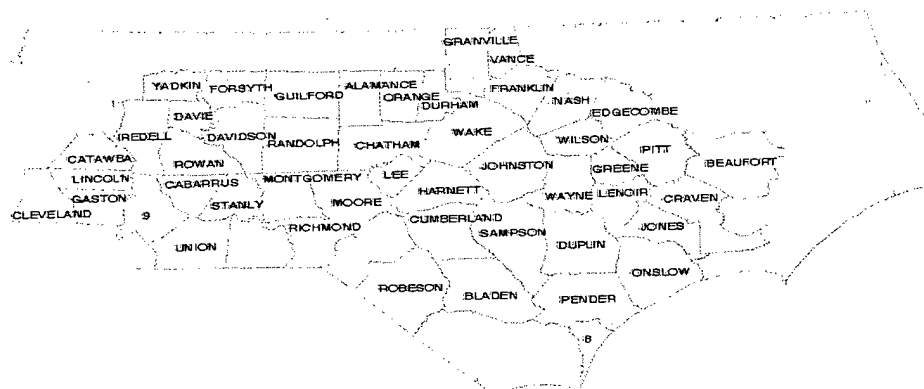 GRANVILLE
VANCE
YADKIN FORSYTH GUILFORD ALAMANCE ORANGE DURHAM FRANKLIN NASH EDGECOMBE
DAVIE
IREDELL DAVIDSON RANDOLPH CHATHAM WAKE WILSON PITT
CATAWBA ROWAN JOHNSTON GREENE BEAUFORT
LINCOLN CABARRUS MONTGOMERY LEE HARNETT WAYNE LENOIR CRAVEN
GASTON STANLY MOORE
CLEVELAND 9 RICHMOND CUMBERLAND SAMPSON JONES
UNION DUPLIN
ONSLOW
ROBESON BLADEN PENDER
8